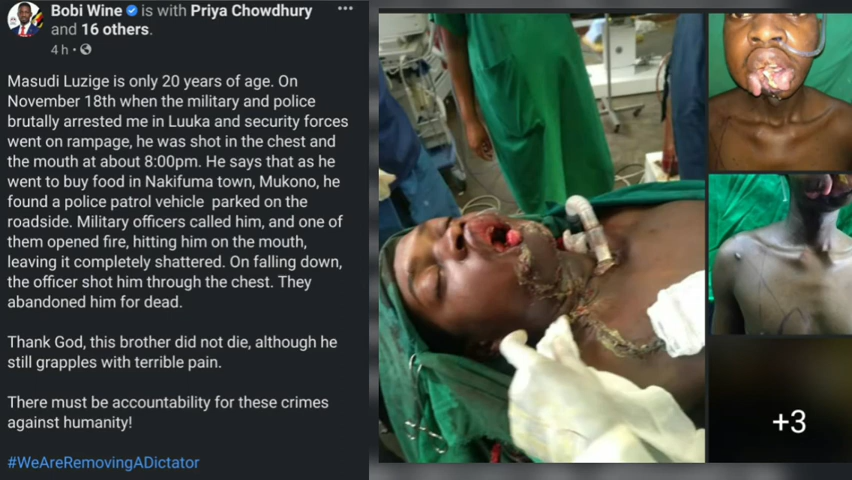 Bobi Wine is with Priya Chowdhury
and 16 others.
4 h ·
Masudi Luzige is only 20 years of age. On
November 18th when the military and police
brutally arrested me in Luuka and security forces
went on rampage, he was shot in the chest and
the mouth at about 8:00pm. He says that as he
went to buy food in Nakifuma town, Mukono, he
found a police patrol vehicle parked on the
roadside. Military officers called him, and one of
them opened fire, hitting him on the mouth,
leaving it completely shattered. On falling down,
the officer shot him through the chest. They
abandoned him for dead.
Thank God, this brother did not die, although he
still grapples with terrible pain.
There must be accountability for these crimes
against humanity!
#WeAreRemovingADictator
+3